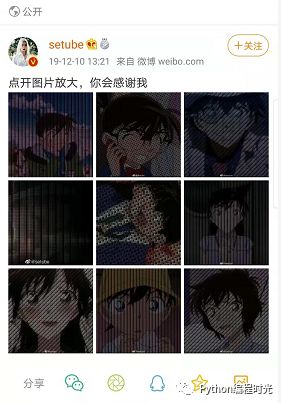 公开
setube
+关注
19-12-10 13:21 来自 微博 weibo.com
点开图片放大，你会感谢我
@setube
分享
Python编程时光